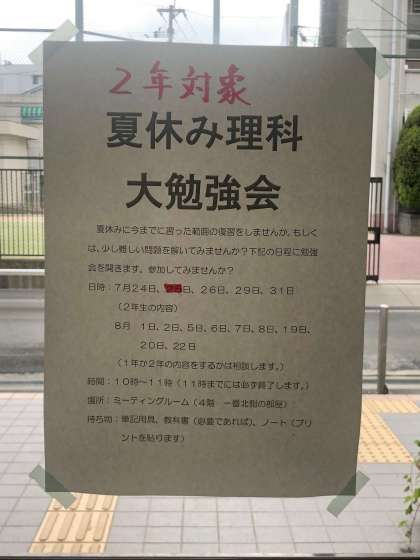 2年対象
夏休み理科
大勉強会
夏休みに今までに習った範囲の復習をしませんか。もしく
は、少し難しい問題を解いてみませんか?下記の日程に勉強
会を開きます。参加してみませんか?
日時:7月24日、25日、26日、29日、31日
(2年生の内容)
8月 1日、2日、5日、6日、7日、8日、19日、
20日、22日
(1年か2年の内容をするかは相談します。)
時間:10時~11時(11時までには必ず終了します。)
場所:ミーティングルーム(4階 一番北側の部屋)
持ち物:筆記用具、教科書(必要であれば)、ノート(プリ
ントを貼ります)